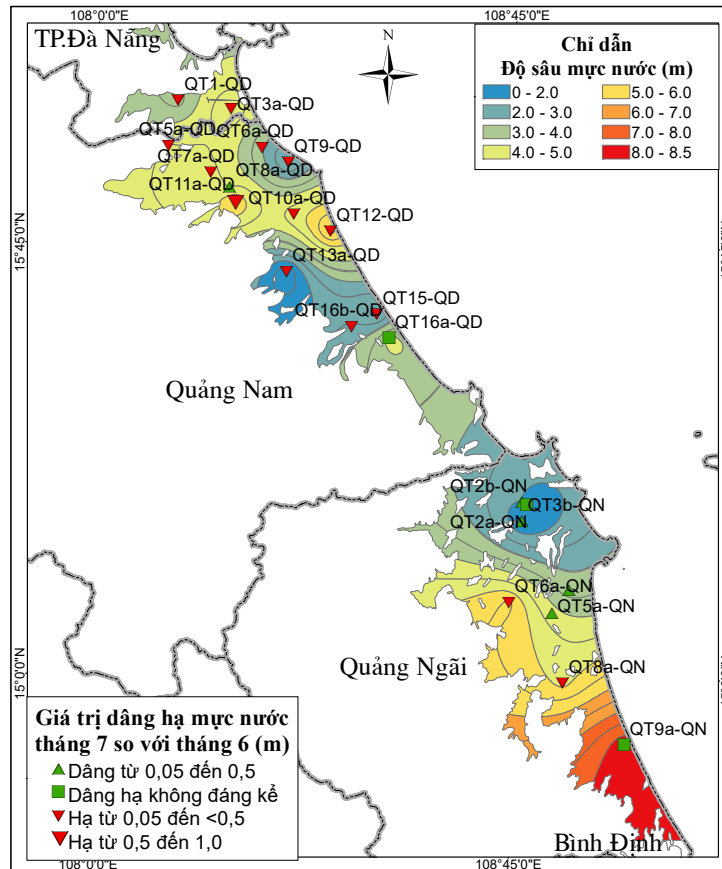 108°0'0"E
108°45'0"E
TP.Đà Nẵng
N
Chỉ dẫn
Độ sâu mực nước (m)
0 - 2.0
2.0 - 3.0
3.0 - 4.0
4.0 - 5.0
5.0 - 6.0
6.0 - 7.0
7.0 - 8.0
8.0 - 8.5
QT1-QD
QT3a-QD
QT5a-QD
QT6a-QD
QT9-QD
QT7a-QD
QT8a-QD
QT11a-QD
QT10a-QD
QT12-QD
15°45'0"N
QT13a-QD
QT15-QD
QT16b-QD
QT16a-QD
Quảng Nam
QT2b-QN
QT3b-QN
QT2a-QN
QT6a-QN
QT5a-QN
Quảng Ngãi
15°0'0"N
QT8a-QN
QT9a-QN
Giá trị dâng hạ mực nước
tháng 7 so với tháng 6 (m)
Dâng từ 0,05 đến 0,5
Dâng hạ không đáng kể
Hạ từ 0,05 đến <0,5
Hạ từ 0,5 đến 1,0
Bình Định
108°0'0"E
108°45'0"E